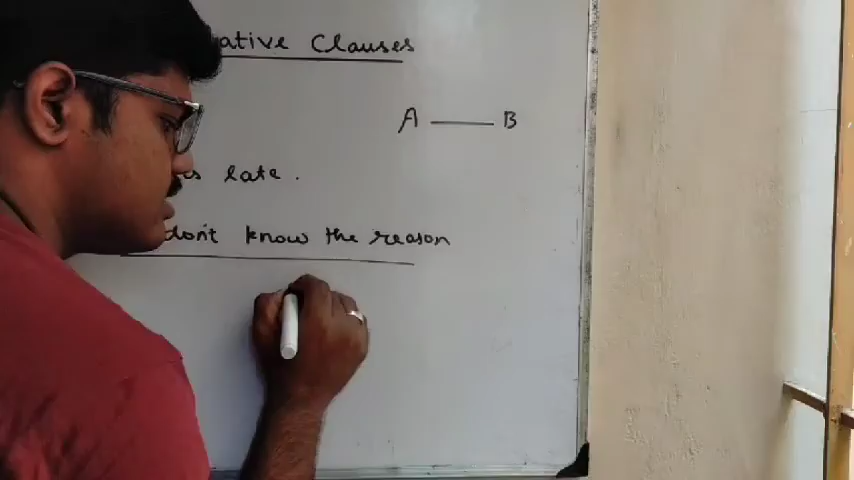 ative Clauses
A — B
late.
don't know the reason